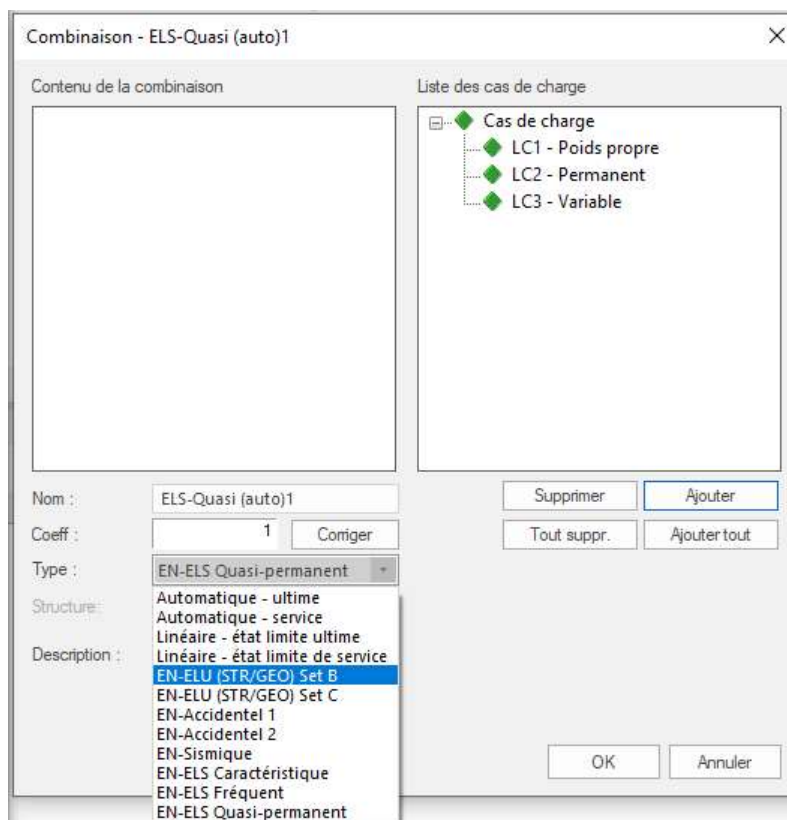 Combinaison - ELS-Quasi (auto)1
Contenu de la combinaison
Liste des cas de charge
Cas de charge
LC1 - Poids propre
LC2 - Permanent
LC3 - Variable
Nom :
ELS-Quasi (auto)1
Supprimer
Ajouter
Coeff :
1
Corriger
Tout suppr.
Ajouter tout
Type :
EN-ELS Quasi-permanent
Structure:
Description :
Automatique - ultime
Automatique - service
Linéaire - état limite ultime
Linéaire - état limite de service
EN-ELU (STR/GEO) Set B
EN-ELU (STR/GEO) Set C
EN-Accidentel 1
EN-Accidentel 2
EN-Sismique
EN-ELS Caractéristique
EN-ELS Fréquent
EN-ELS Quasi-permanent
OK
Annuler